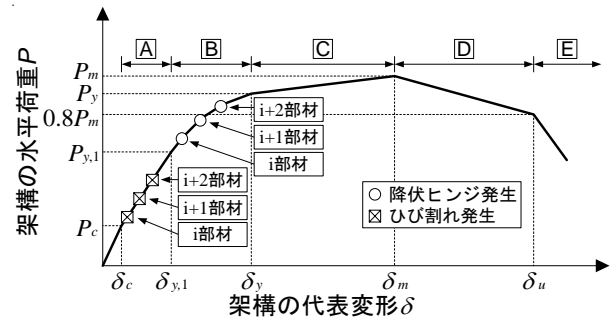 A B C D E
P_m
P_y
0.8P_m
P_{y,1}
P_c
架構の水平荷重P
i+2部材
i+1部材
i部材
i+2部材
i+1部材
i部材
降伏ヒンジ発生
ひび割れ発生
δ_c δ_{y,1} δ_y δ_m δ_u
架構の代表変形δ